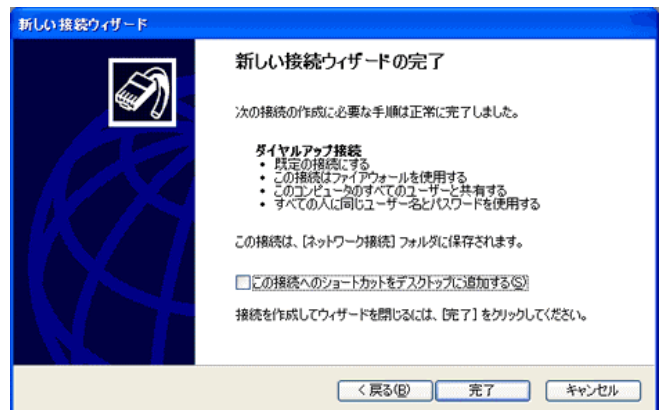 新しい接続ウィザード
新しい接続ウィザードの完了
次の接続の作成に必要な手順は正常に完了しました。
ダイヤルアップ接続
• 既定の接続にする
• この接続はファイアウォールを使用する
• このコンピュータのすべてのユーザーと共有する
• すべての人に同じユーザー名とパスワードを使用する
この接続は、[ネットワーク接続] フォルダに保存されます。
この接続へのショートカットをデスクトップに追加する(S)
接続を作成してウィザードを閉じるには、[完了] をクリックしてください。
< 戻る(B) 完了 キャンセル